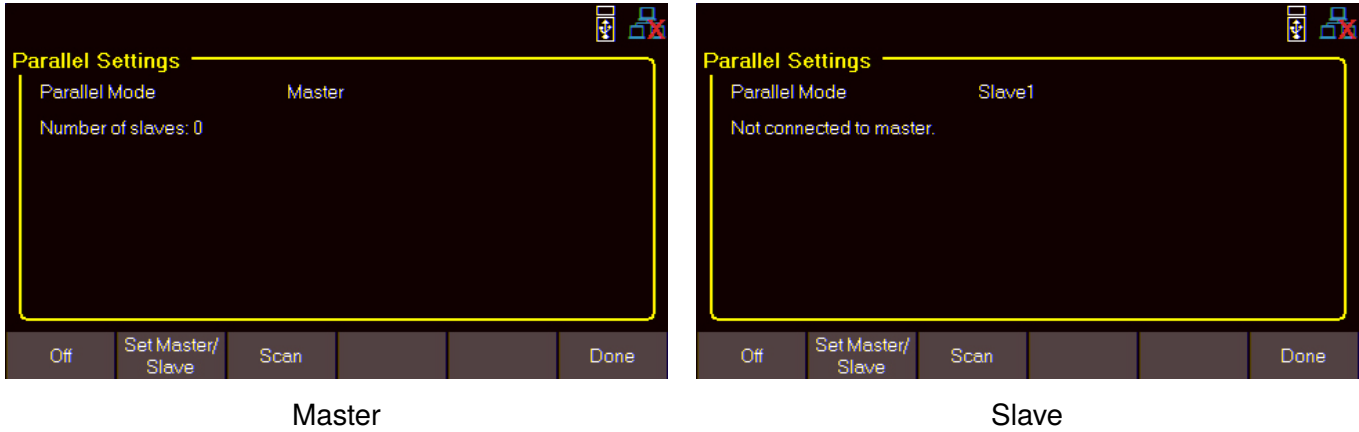 Parallel Settings
Parallel Mode Master
Number of slaves: 0
Off Set Master/ Slave Scan Done
Master
Parallel Settings
Parallel Mode Slave1
Not connected to master.
Off Set Master/ Slave Scan Done
Slave